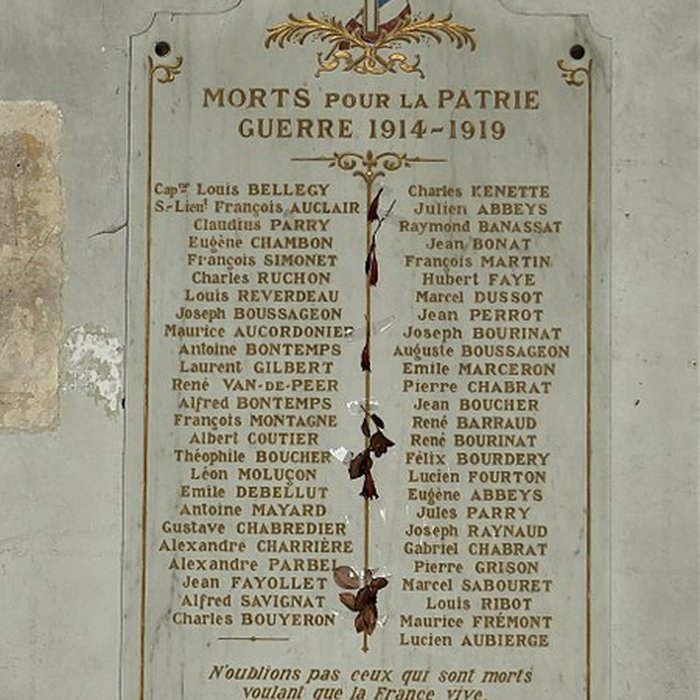 MORTS POUR LA PATRIE
GUERRE 1914-1919
Capne Louis BELLEGY
S.-Lieut François AUCLAIR
Claudius PARRY
Eugène CHAMBON
François SIMONET
Charles RUCHON
Louis REVERDEAU
Joseph BOUSSAGEON
Maurice AUCORDONIER
Antoine BONTEMPS
Laurent GILBERT
René VAN-DE-PEER
Alfred BONTEMPS
François MONTAGNE
Albert COUTIER
Théophile BOUCHER
Léon MOLUÇON
Emile DEBELLUT
Antoine MAYARD
Gustave CHABREDIER
Alexandre CHARRIÈRE
Alexandre PARBEL
Jean FAYOLLET
Alfred SAVIGNAT
Charles BOUYERON
Charles KENETTE
Julien ABBEYS
Raymond BANASSAT
Jean BONAT
François MARTIN
Hubert FAYE
Marcel DUSSOT
Jean PERROT
Joseph BOURINAT
Auguste BOUSSAGEON
Emile MARCERON
Pierre CHABRAT
Jean BOUCHER
René BARRAUD
René BOURINAT
Félix BOURDERY
Lucien FOURTON
Eugène ABBEYS
Jules PARRY
Joseph RAYNAUD
Gabriel CHABRAT
Pierre GRISON
Marcel SABOURET
Louis RIBOT
Maurice FRÉMONT
Lucien AUBIERGE
N'oublions pas ceux qui sont morts
voulant que la France vive.